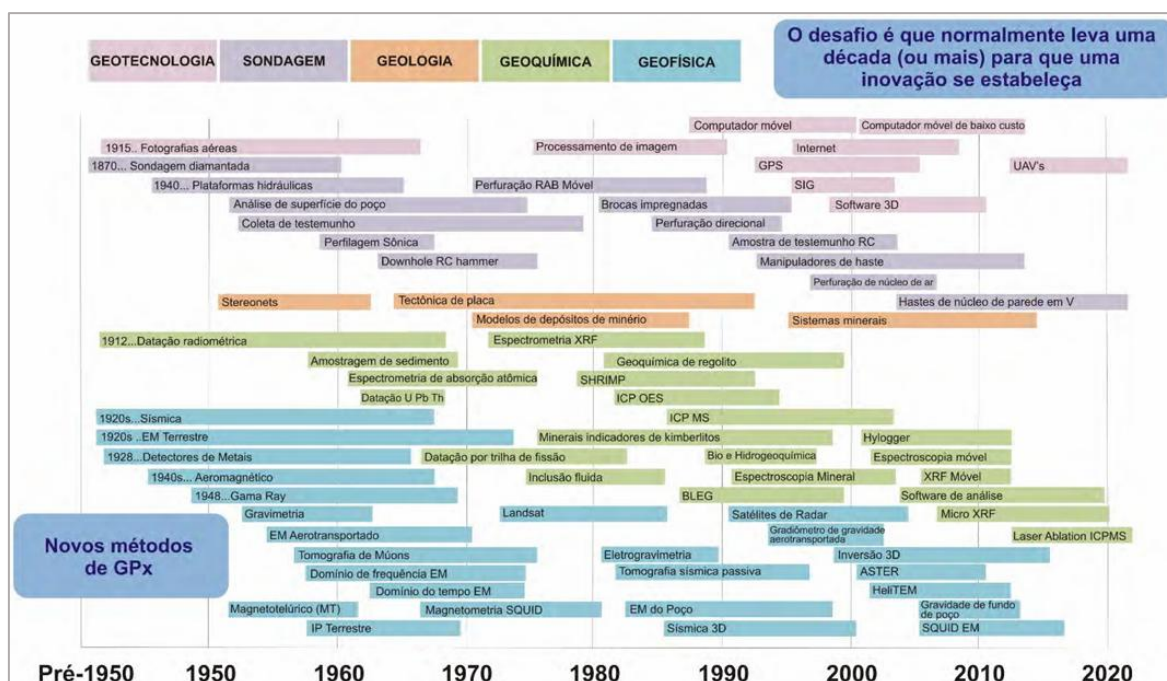 GEOTECNOLOGIA SONDAGEM GEOLOGIA GEOQUÍMICA GEOFÍSICA
O desafio é que normalmente leva uma
década (ou mais) para que uma
inovação se estabeleça
Computador móvel Computador móvel de baixo custo
1915.. Fotografias aéreas Processamento de imagem Internet
1870... Sondagem diamantada GPS UAV's
1940... Plataformas hidráulicas Perfuração RAB Móvel SIG
Análise de superfície do poço Brocas impregnadas Software 3D
Coleta de testemunho Perfuração direcional
Perfilagem Sônica Amostra de testemunho RC
Downhole RC hammer Manipuladores de haste
Perfuração de núcleo de ar
Stereonets Tectônica de placa Hastes de núcleo de parede em V
Modelos de depósitos de minério Sistemas minerais
1912...Datação radiométrica Espectrometria XRF
Amostragem de sedimento Geoquímica de regolito
Espectrometria de absorção atômica SHRIMP
Datação U Pb Th ICP OES
1920s...Sísmica ICP MS
1920s ..EM Terrestre Minerais indicadores de kimberlitos Hylogger
1928...Detectores de Metais Datação por trilha de fissão Bio e Hidrogeoquímica Espectroscopia móvel
1940s... Aeromagnético Inclusão fluida Espectroscopia Mineral XRF Móvel
1948...Gama Ray BLEG Software de análise
Gravimetria Landsat Satélites de Radar Micro XRF
EM Aerotransportado Gradiômetro de gravidade
aerotransportada Laser Ablation ICPMS
Novos métodos
de GPx
Tomografia de Múons Eletrogravimetria Inversão 3D
Domínio de frequência EM Tomografia sísmica passiva ASTER
Domínio do tempo EM HeliTEM
Magnetotelúrico (MT) Magnetometria SQUID EM do Poço Gravidade de fundo
de poço
IP Terrestre Sísmica 3D SQUID EM
Pré-1950 1950 1960 1970 1980 1990 2000 2010 2020